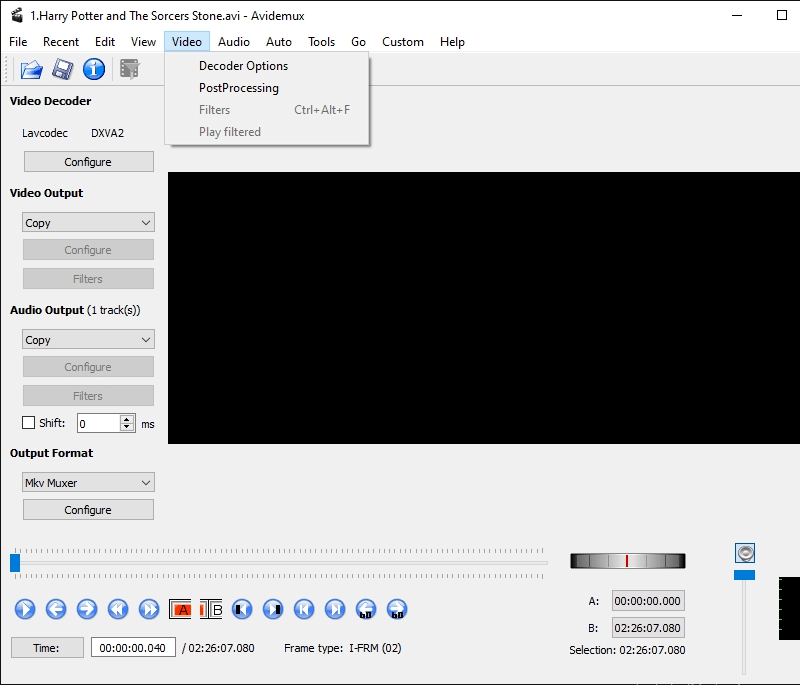 1.Harry Potter and The Sorcers Stone.avi - Avidemux
File Recent Edit View Video Audio Auto Tools Go Custom Help
Decoder Options
PostProcessing
Filters Ctrl+Alt+F
Play filtered
Video Decoder
Lavcodec DXVA2
Configure
Video Output
Copy
Configure
Filters
Audio Output (1 track(s))
Copy
Configure
Filters
Shift: 0 ms
Output Format
Mkv Muxer
Configure
A B
60 60
A: 00:00:00.000
B: 02:26:07.080
Selection: 02:26:07.080
Time: 00:00:00.040 / 02:26:07.080 Frame type: I-FRM (02)